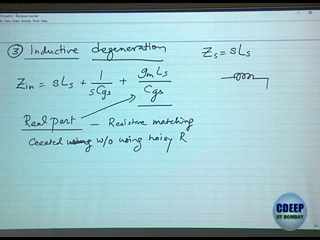 ③ Inductive degeneration
Zs = sLs
Zin = sLs + 1/sCgs + gmLs/Cgs
Real part – Resistive matching
Created using w/o using noisy R
CDEEP
IIT BOMBAY